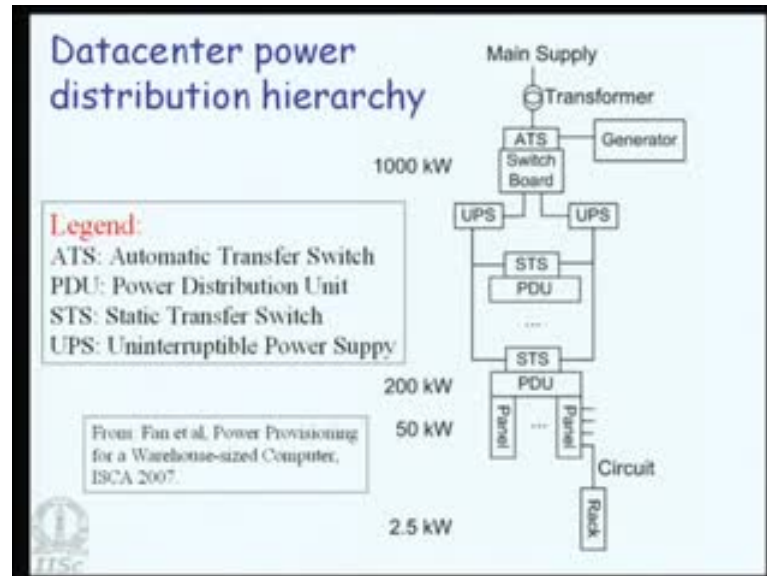 Datacenter power
distribution hierarchy
Main Supply
Transformer
ATS
Generator
1000 kW
Switch
Board
UPS
UPS
Legend:
ATS: Automatic Transfer Switch
PDU: Power Distribution Unit
STS: Static Transfer Switch
UPS: Uninterruptible Power Suppy
STS
PDU
...
STS
200 kW
PDU
50 kW
Panel
...
Panel
From: Fan et al, Power Provisioning
for a Warehouse-sized Computer,
ISCA 2007.
Circuit
2.5 kW
Rack
IISc